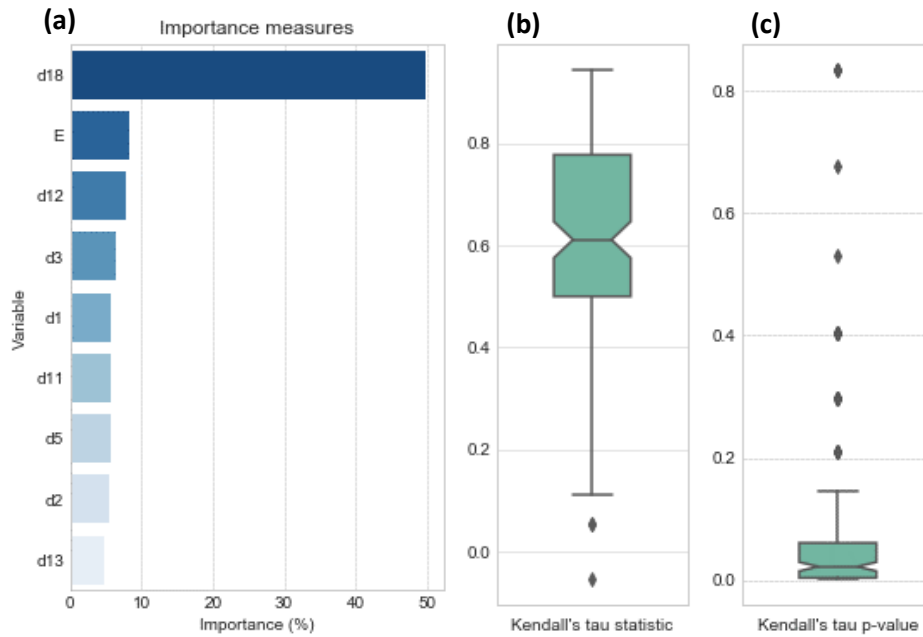 (a)
Importance measures
d18
E
d12
d3
d1
d11
d5
d2
d13
Variable
0 10 20 30 40 50
Importance (%)
(b)
0.8
0.6
0.4
0.2
0.0
Kendall's tau statistic
(c)
0.8
0.6
0.4
0.2
0.0
Kendall's tau p-value